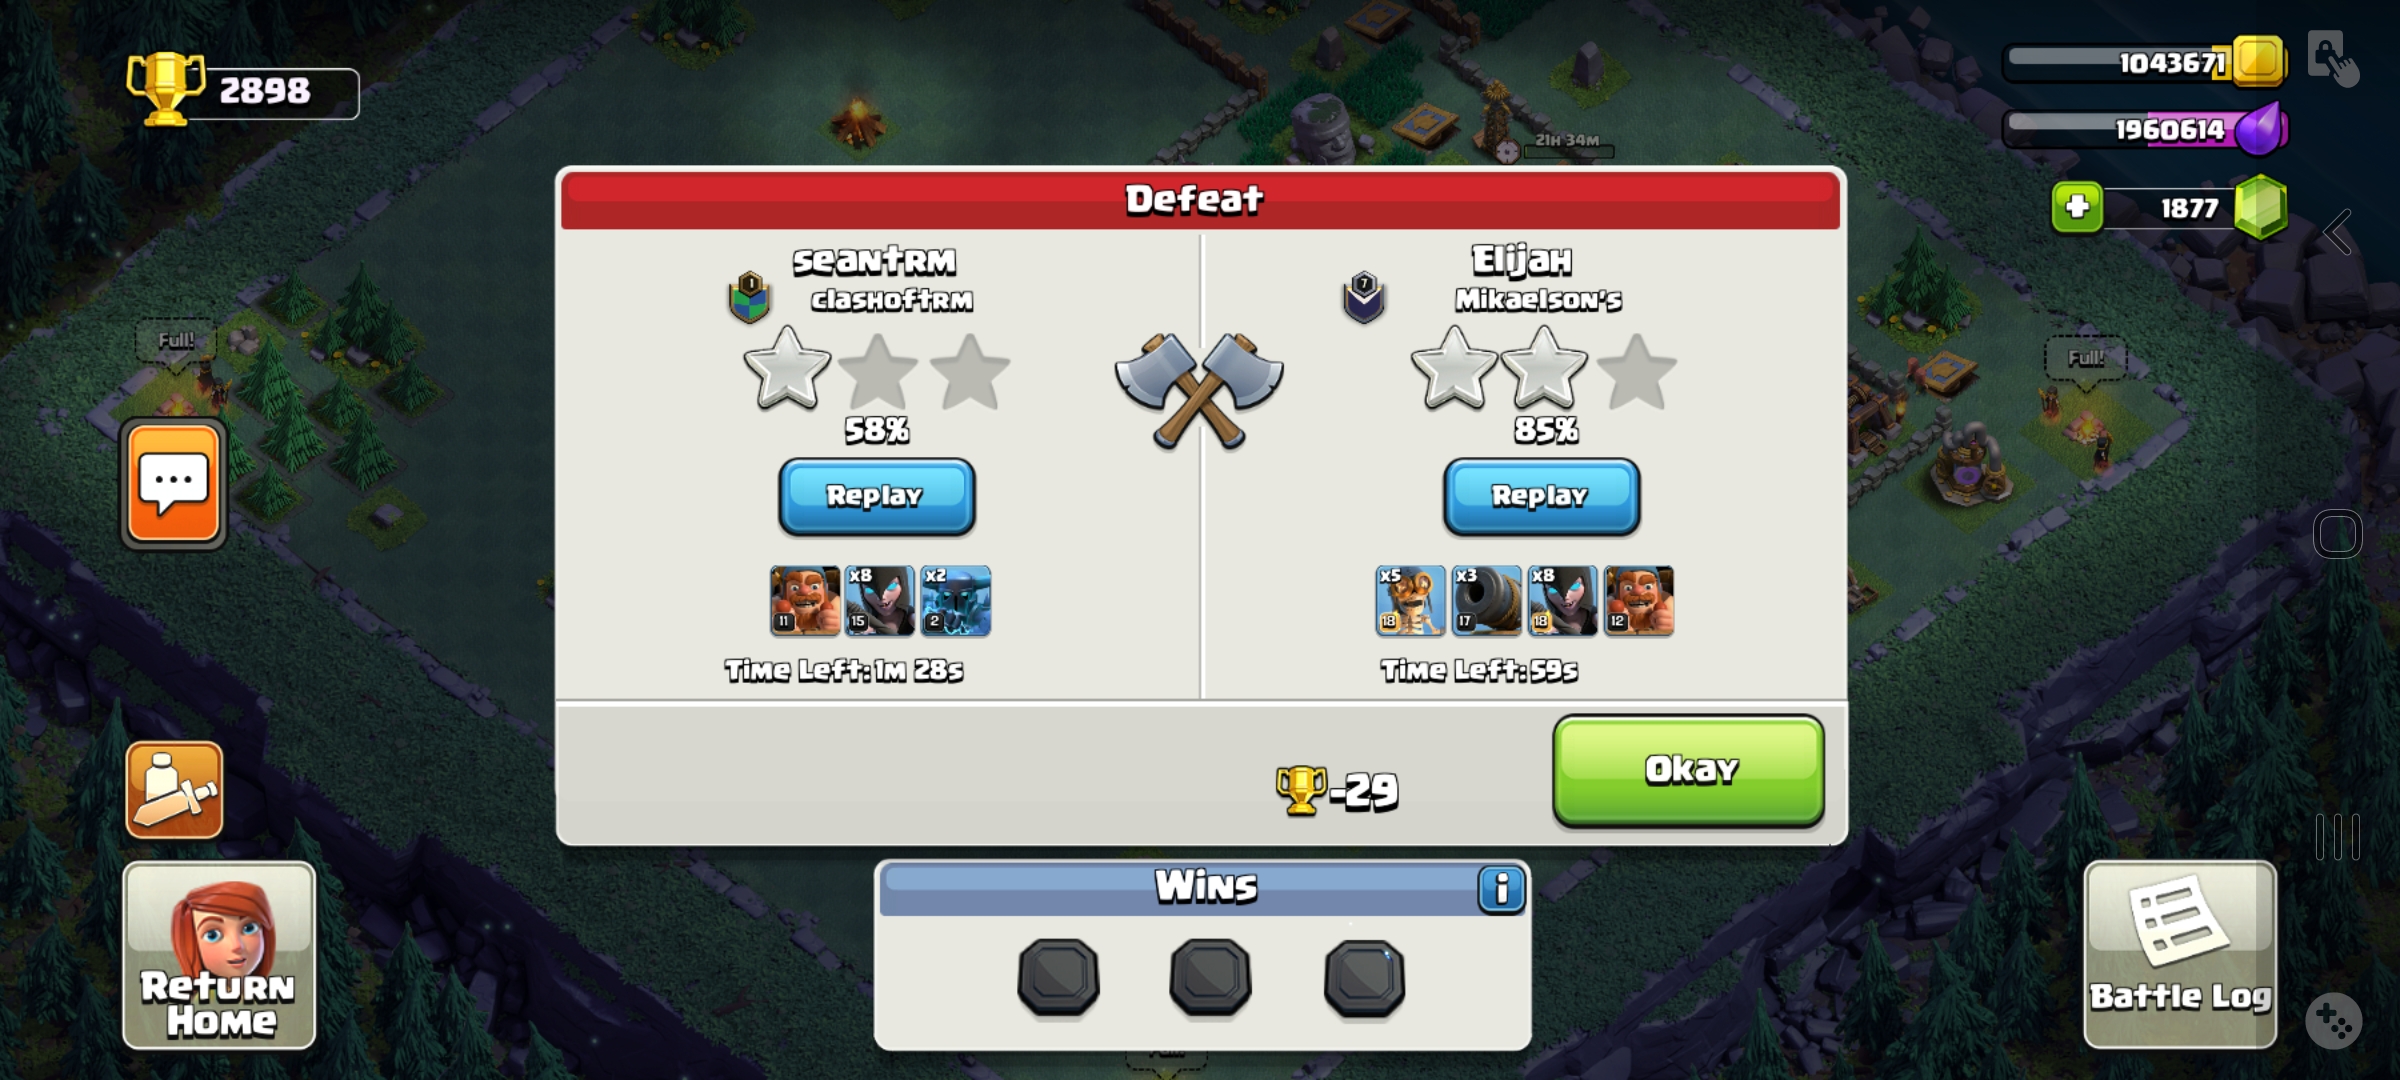 2898
1043671
1960614
1877
21H 34M
Defeat
seantRM
1
clashoftRM
58%
Replay
11
x8
15
x2
2
Time Left:1m 28s
Elijah
7
Mikaelson's
85%
Replay
x5
18
x3
17
x8
18
12
Time Left:59s
-29
Okay
Full!
Full!
Wins
i
Return
Home
Battle Log